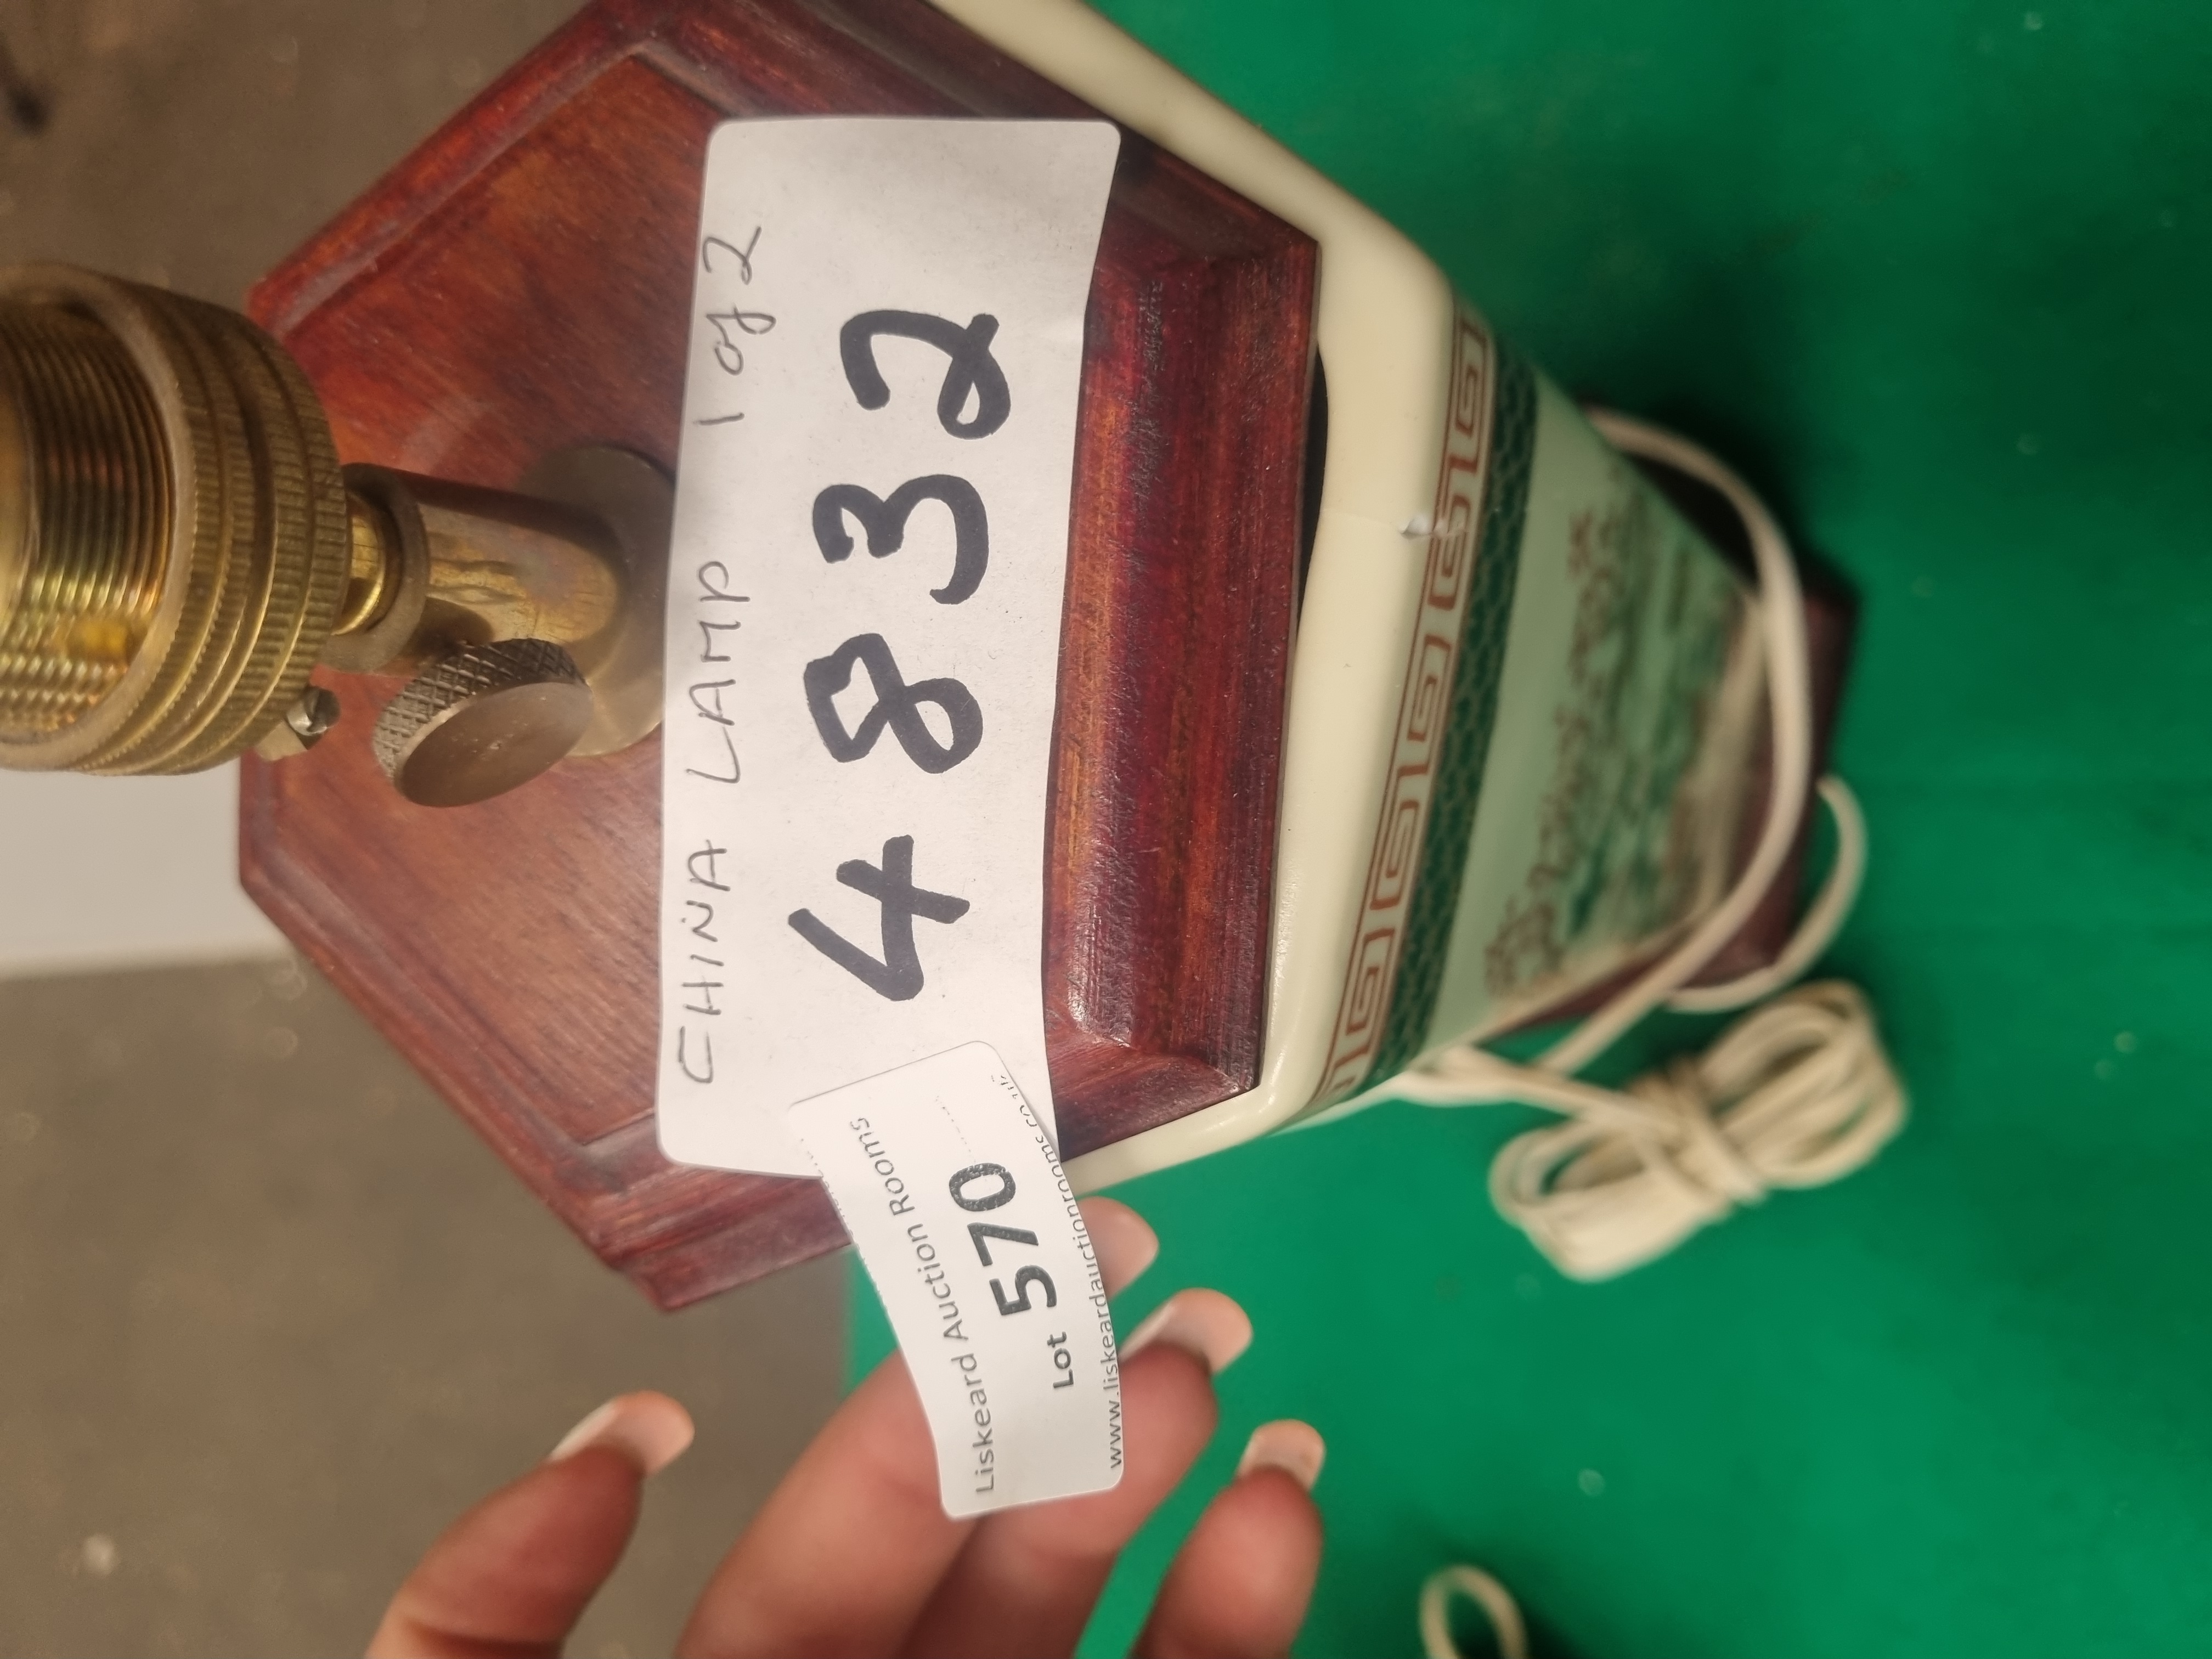 CHINA LAMP 1 of 2
4832
Liskeard Auction Rooms
Lot 570
www.liskeardauctionrooms.co.uk